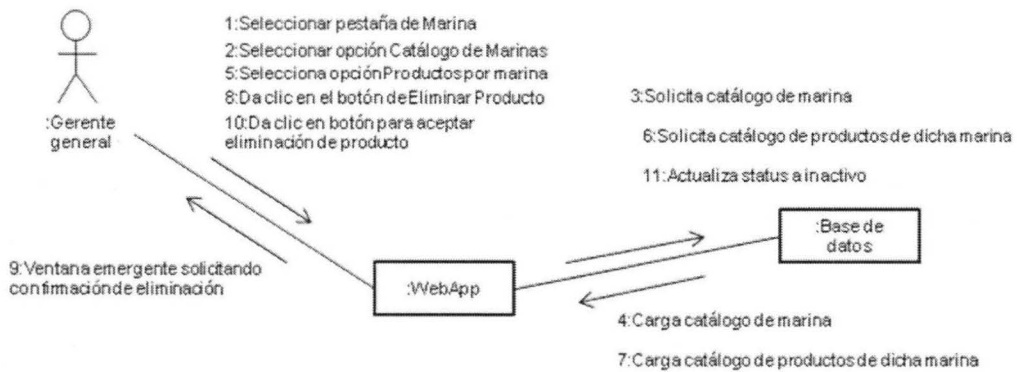 1:Seleccionar pestaña de Marina
2:Seleccionar opción Catálogo de Marinas
5:Selecciona opción Productos por marina
8:Da clic en el botón de Eliminar Producto
10:Da clic en botón para aceptar
eliminación de producto
:Gerente
general
3:Solicita catálogo de marina
6:Solicita catálogo de productos de dicha marina
11:Actualiza status a inactivo
:Base de
datos
9:Ventana emergente solicitando
confirmación de eliminación
:WebApp
4:Carga catálogo de marina
7:Carga catálogo de productos de dicha marina